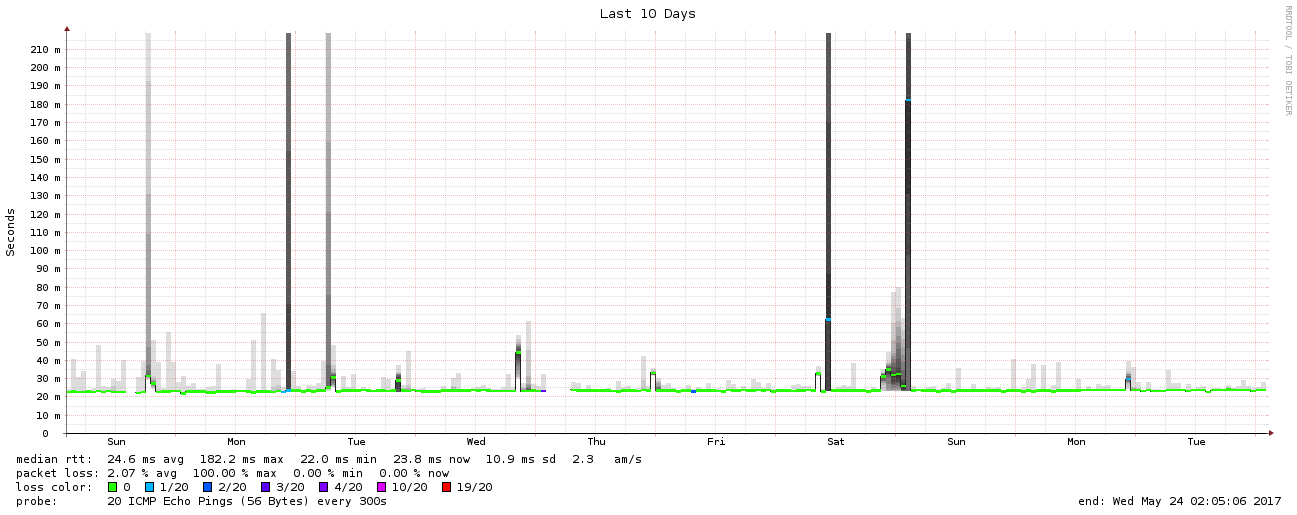 Last 10 Days
RRDTOOL / TOBI OETIKER
Seconds
210 m
200 m
190 m
180 m
170 m
160 m
150 m
140 m
130 m
120 m
110 m
100 m
90 m
80 m
70 m
60 m
50 m
40 m
30 m
20 m
10 m
0
Sun Mon Tue Wed Thu Fri Sat Sun Mon Tue
median rtt: 24.6 ms avg 182.2 ms max 22.0 ms min 23.8 ms now 10.9 ms sd 2.3 am/s
packet loss: 2.07 % avg 100.00 % max 0.00 % min 0.00 % now
loss color: 0 1/20 2/20 3/20 4/20 10/20 19/20
probe: 20 ICMP Echo Pings (56 Bytes) every 300s end: Wed May 24 02:05:06 2017